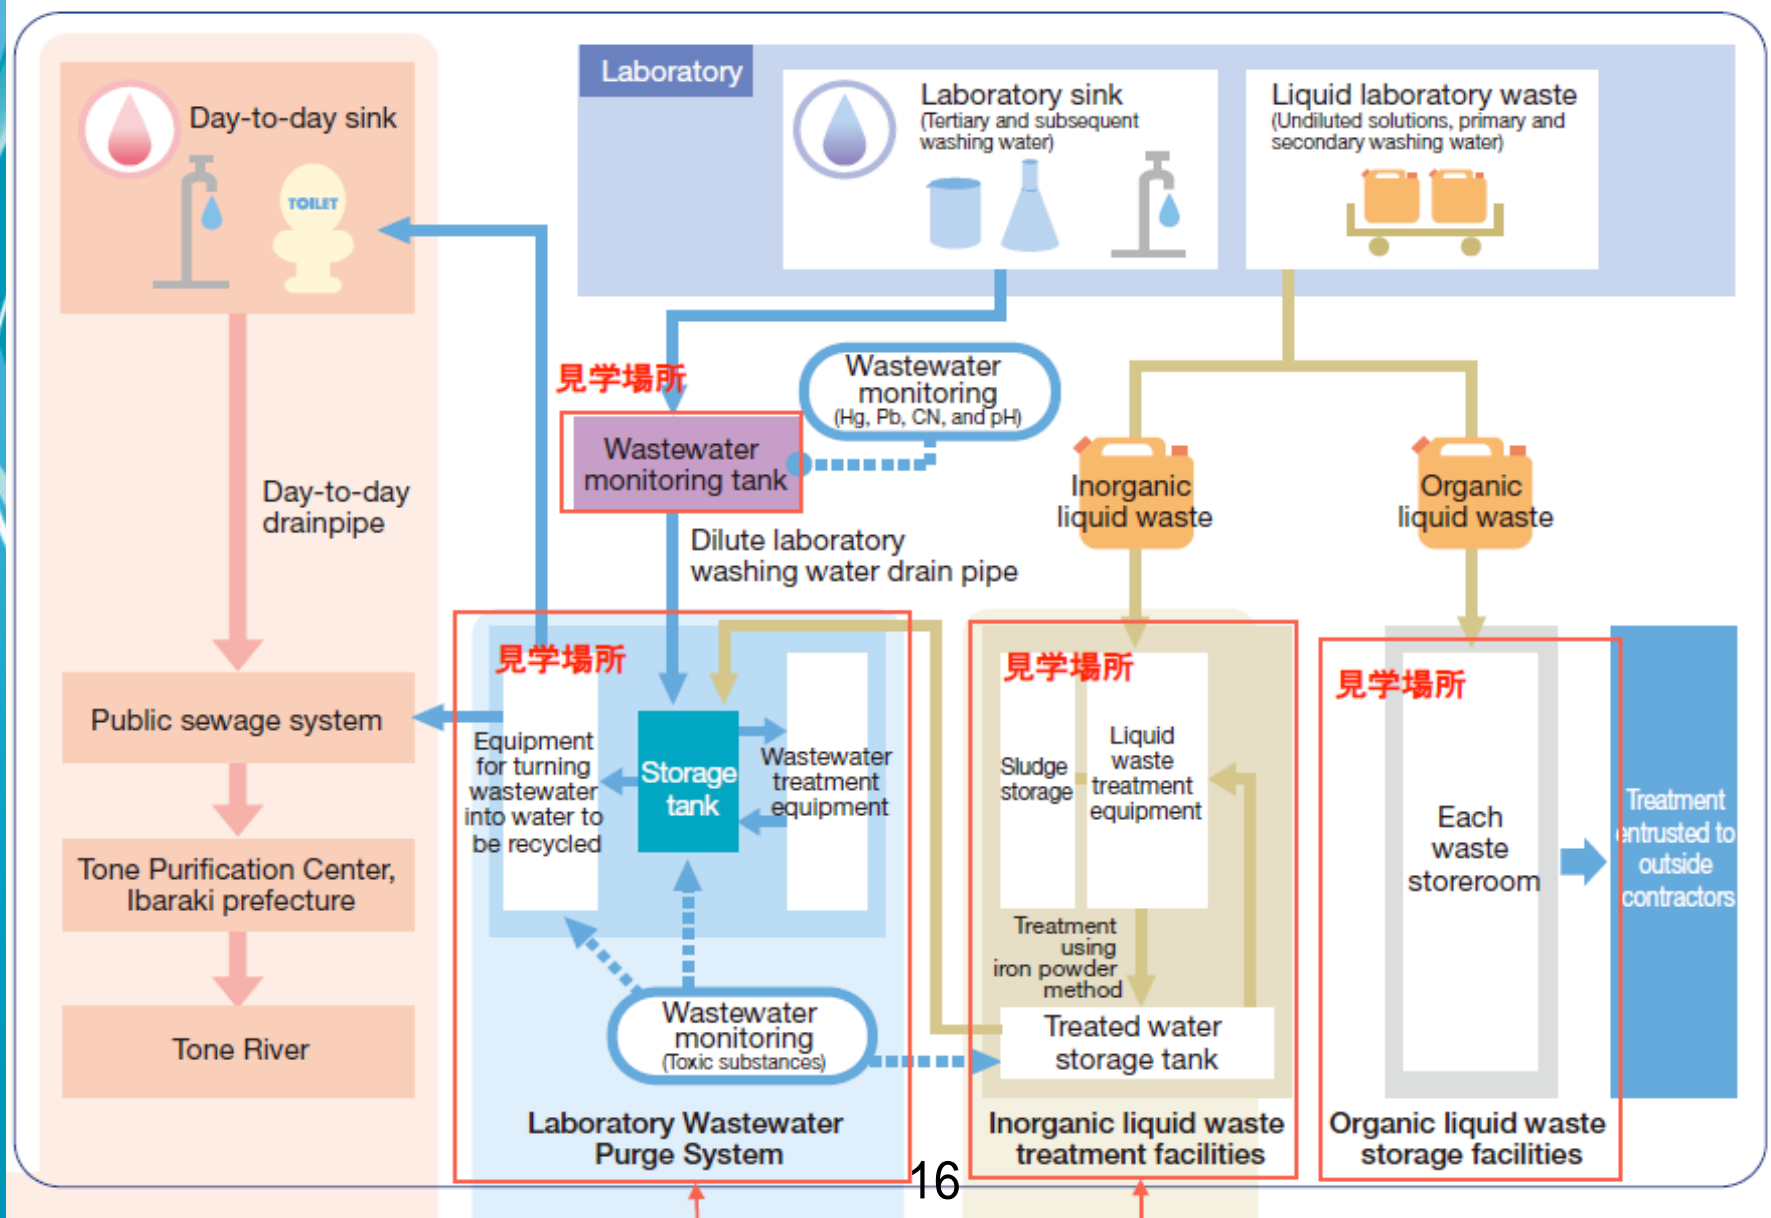 Laboratory
Day-to-day sink
TOILET
Laboratory sink
(Tertiary and subsequent
washing water)
Liquid laboratory waste
(Undiluted solutions, primary and
secondary washing water)
見学場所
Wastewater
monitoring
(Hg, Pb, CN, and pH)
Wastewater
monitoring tank
Day-to-day
drainpipe
Inorganic
liquid waste
Organic
liquid waste
Dilute laboratory
washing water drain pipe
見学場所
見学場所
見学場所
Public sewage system
Equipment
for turning
wastewater
into water to
be recycled
Storage
tank
Wastewater
treatment
equipment
Sludge
storage
Liquid
waste
treatment
equipment
Each
waste
storeroom
Treatment
entrusted to
outside
contractors
Tone Purification Center,
Ibaraki prefecture
Treatment
using
iron powder
method
Wastewater
monitoring
(Toxic substances)
Treated water
storage tank
Tone River
Laboratory Wastewater
Purge System
Inorganic liquid waste
treatment facilities
Organic liquid waste
storage facilities
16